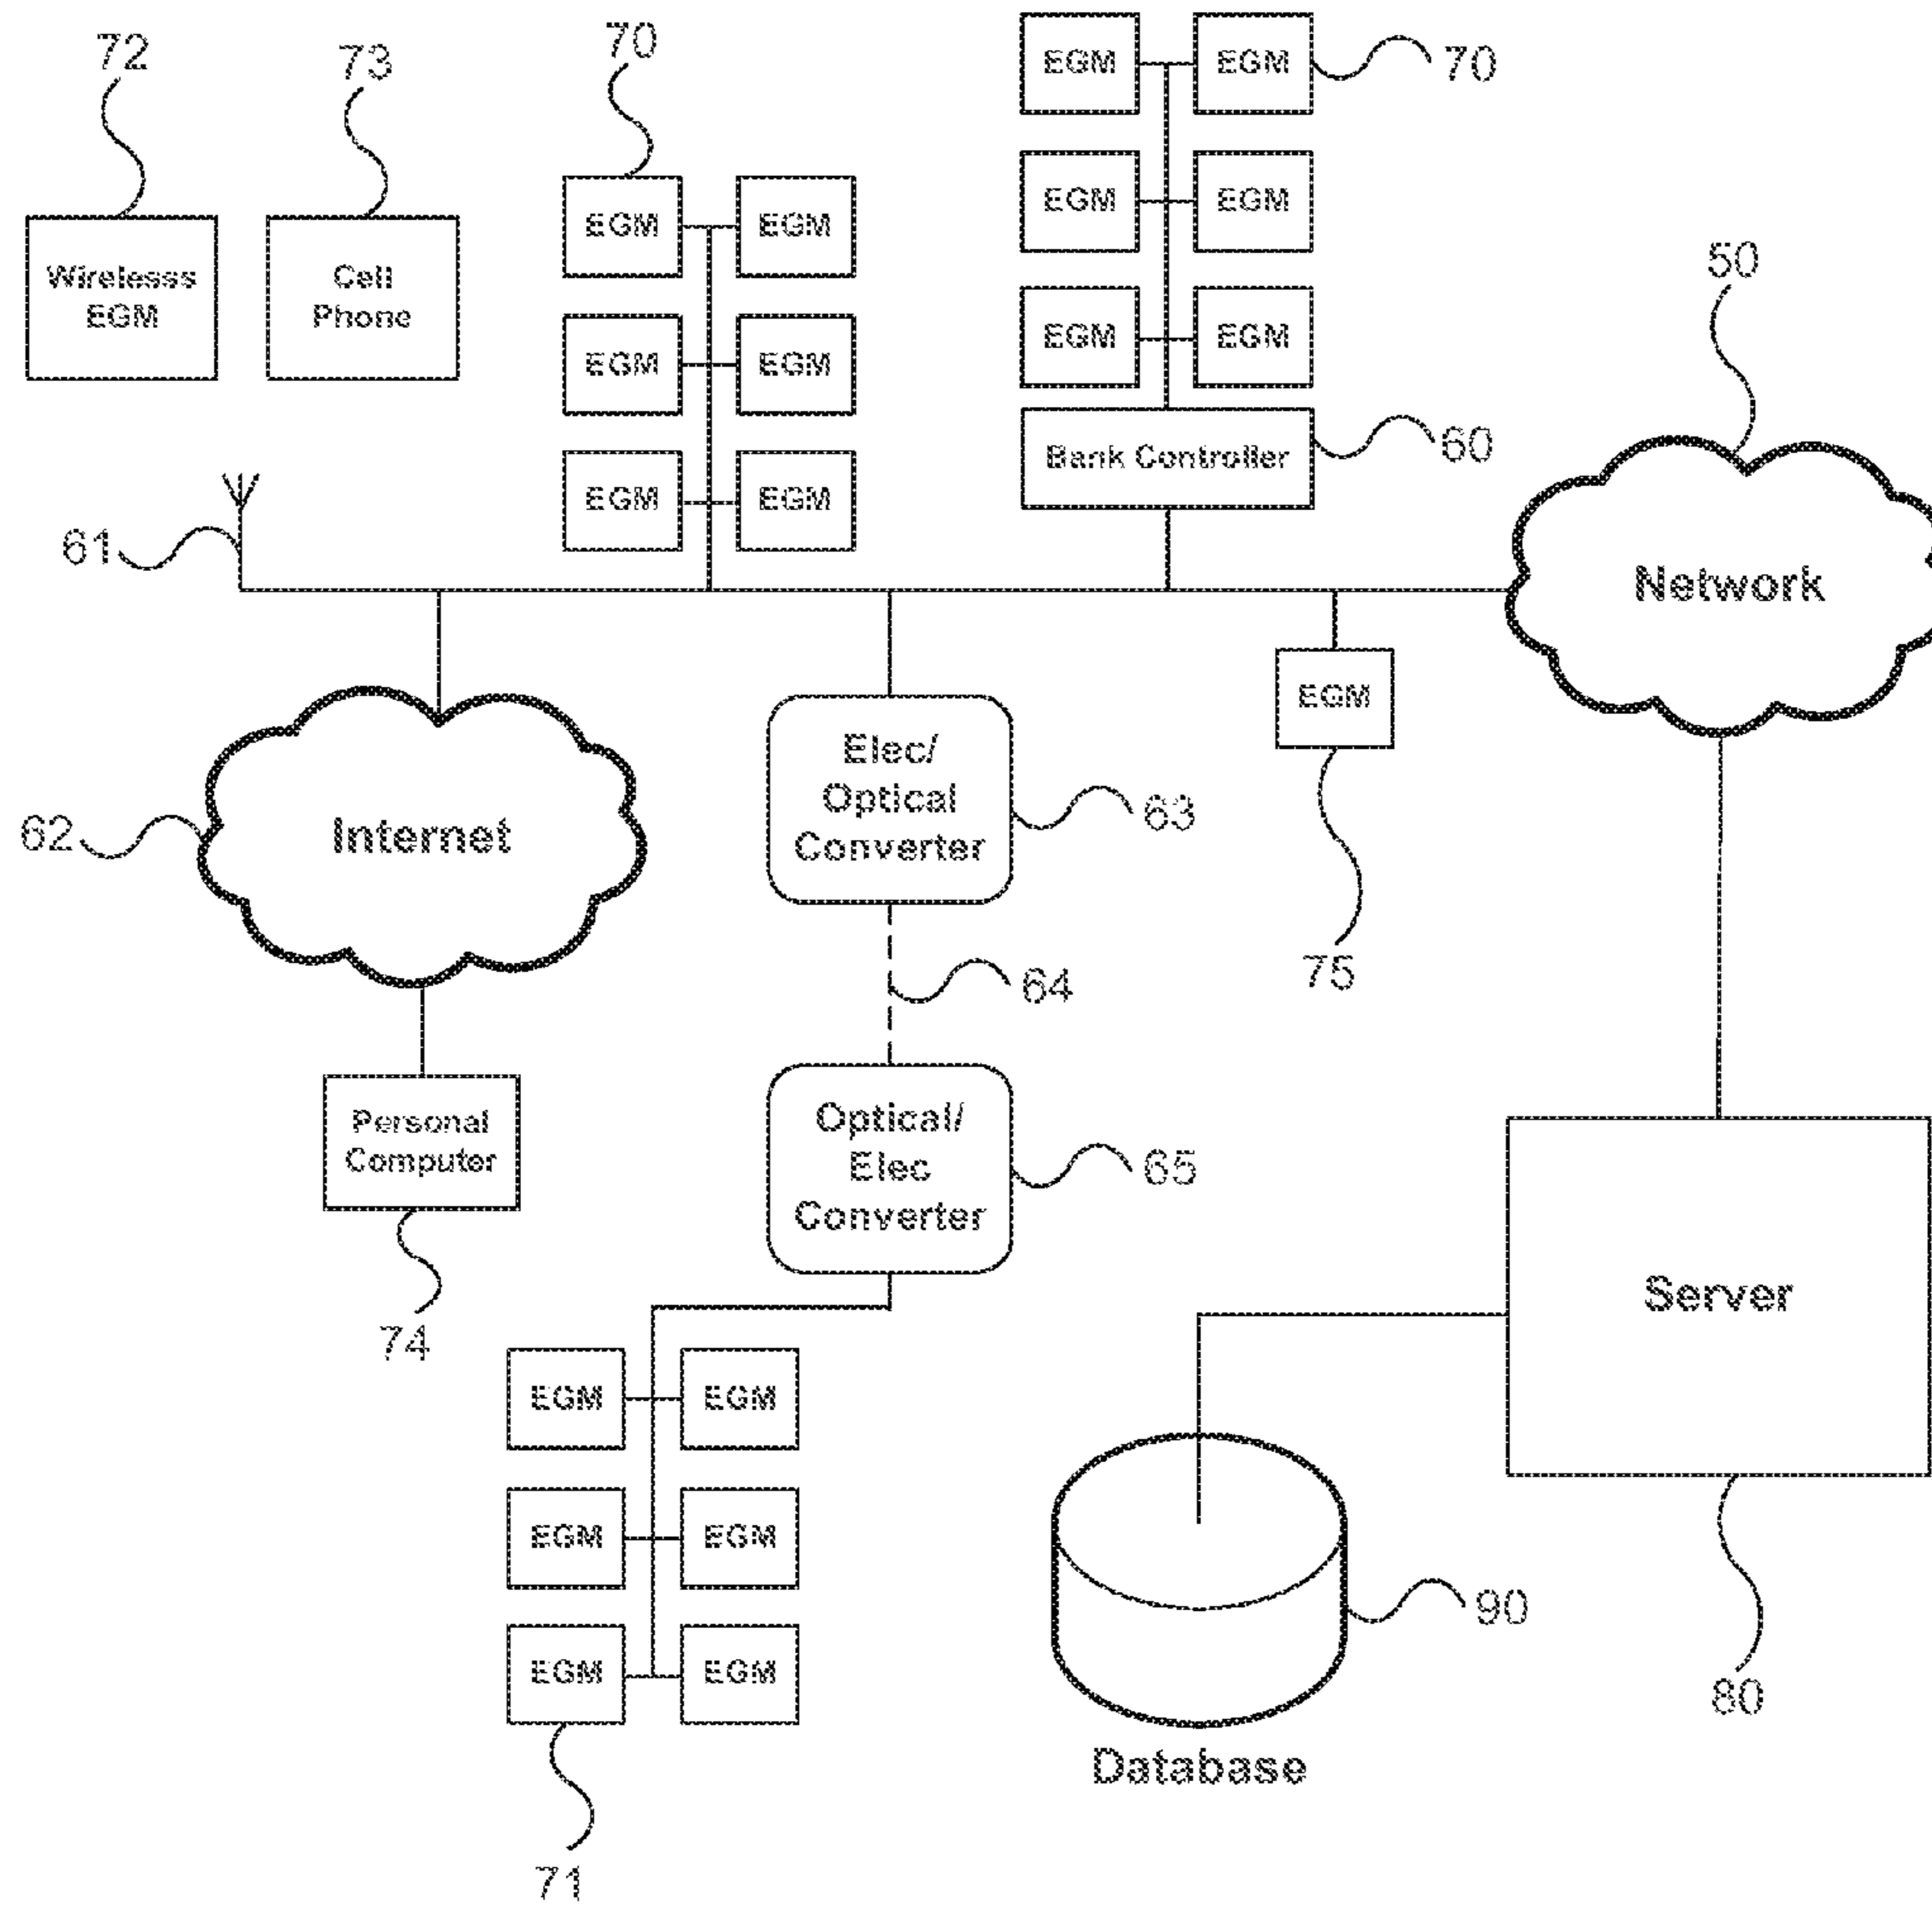 72
73
70
EGM
EGM
70
EGM
EGM
EGM
EGM
Wirelesss
EGM
Cell
Phone
EGM
EGM
EGM
EGM
50
EGM
EGM
Bank Controller
60
61
Network
EGM
75
Elec/
Optical
Converter
63
62
Internet
64
Personal
Computer
74
Optical/
Elec
Converter
65
Server
80
EGM
EGM
EGM
EGM
EGM
EGM
71
90
Database